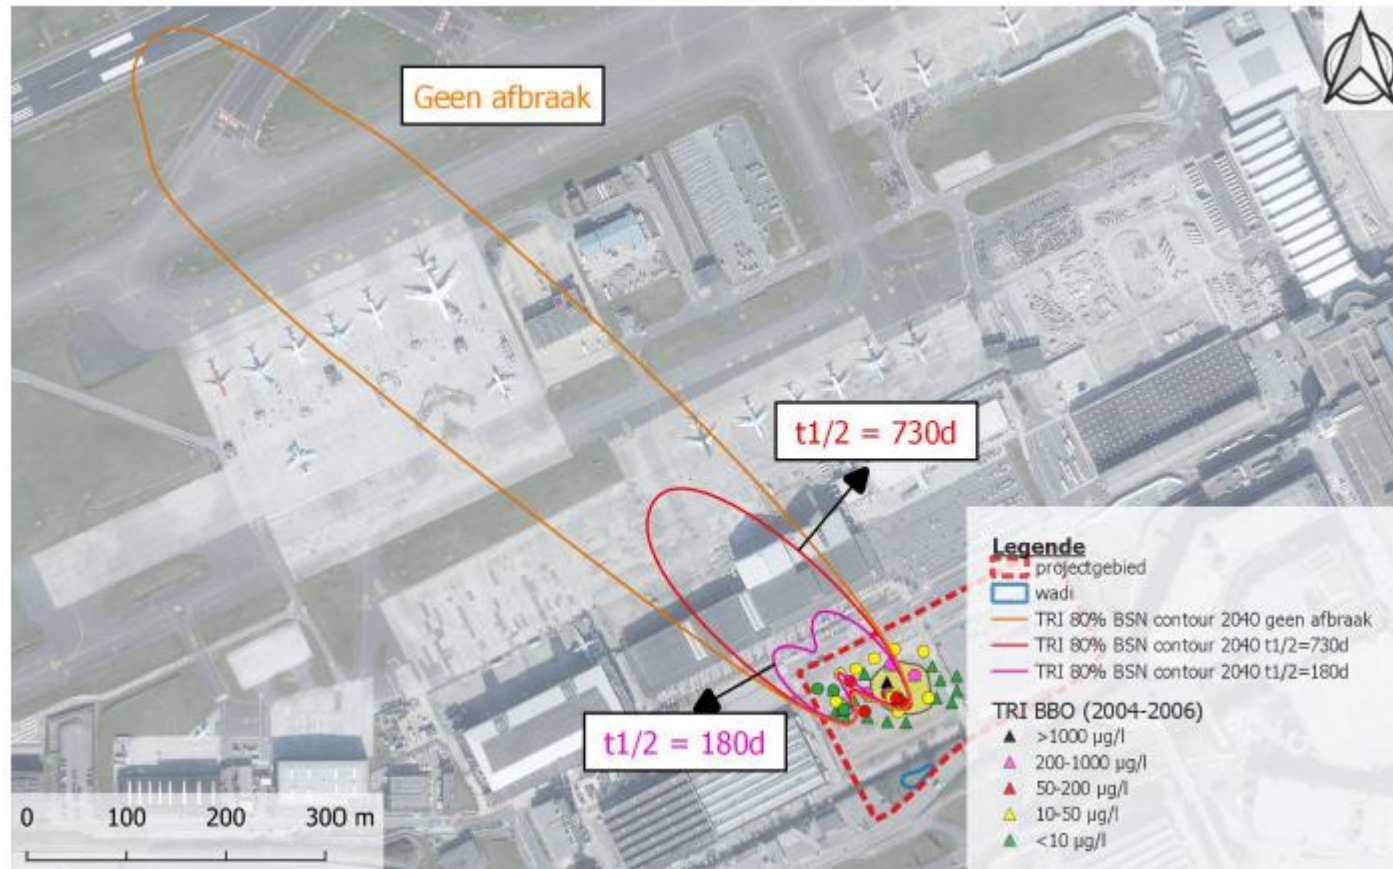 Geen afbraak
t1/2 = 730d
t1/2 = 180d
Legende
projectgebied
wadi
TRI 80% BSN contour 2040 geen afbraak
TRI 80% BSN contour 2040 t1/2=730d
TRI 80% BSN contour 2040 t1/2=180d
TRI BBO (2004-2006)
>1000 µg/l
200-1000 µg/l
50-200 µg/l
10-50 µg/l
<10 µg/l
0 100 200 300 m